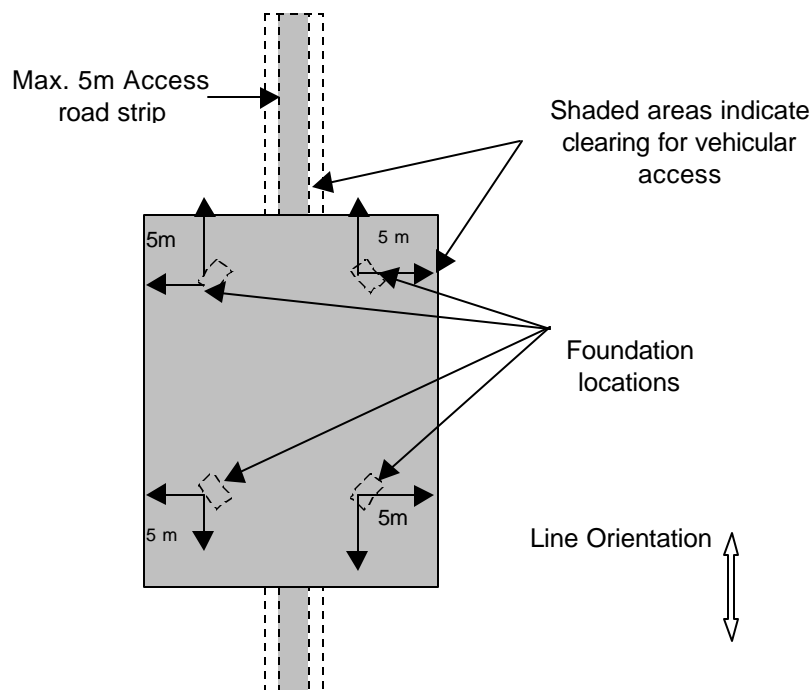 Max. 5m Access
road strip
Shaded areas indicate
clearing for vehicular
access
5m
5 m
Foundation
locations
5 m
5m
Line Orientation